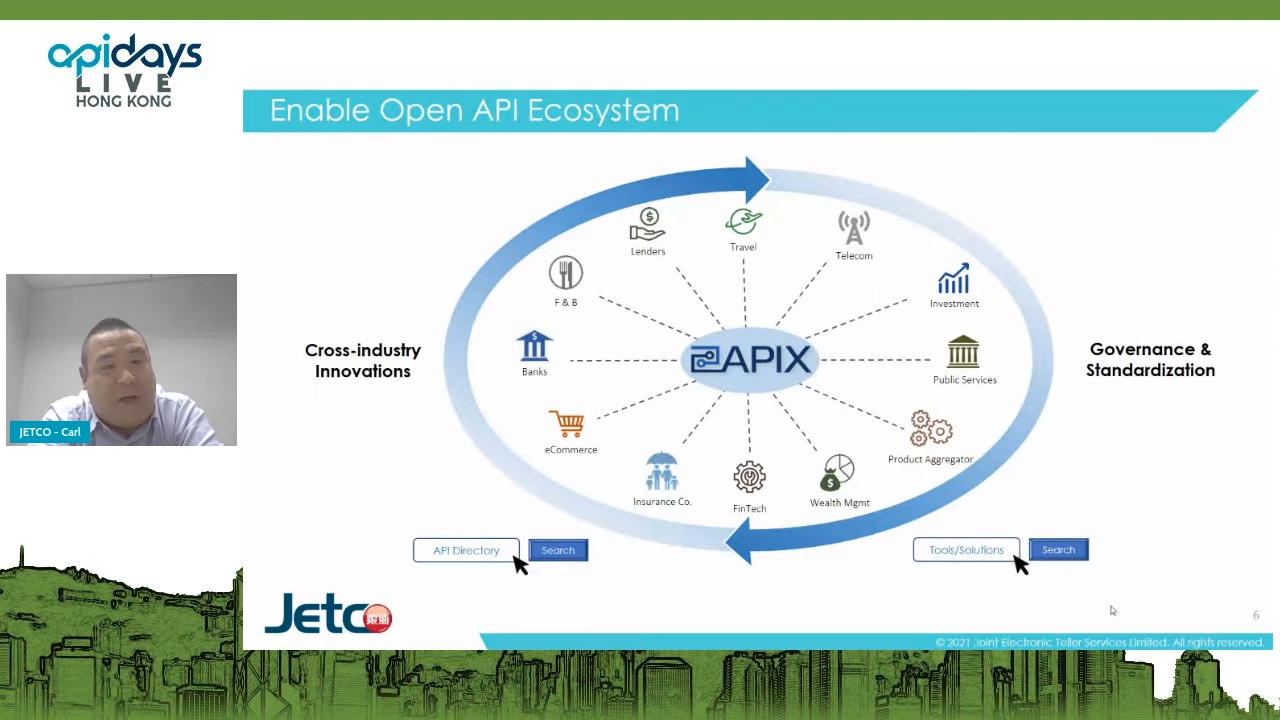 apidays
LIVE
HONG KONG
Enable Open API Ecosystem
Lenders
Travel
Telecom
F & B
Investment
Cross-industry
Innovations
Banks
APIX
Public Services
Governance &
Standardization
eCommerce
Product Aggregator
Insurance Co.
FinTech
Wealth Mgmt
JETCO - Carl
API Directory
Search
Tools/Solutions
Search
Jetco
銀通
6
© 2021 Joint Electronic Teller Services Limited. All rights reserved.